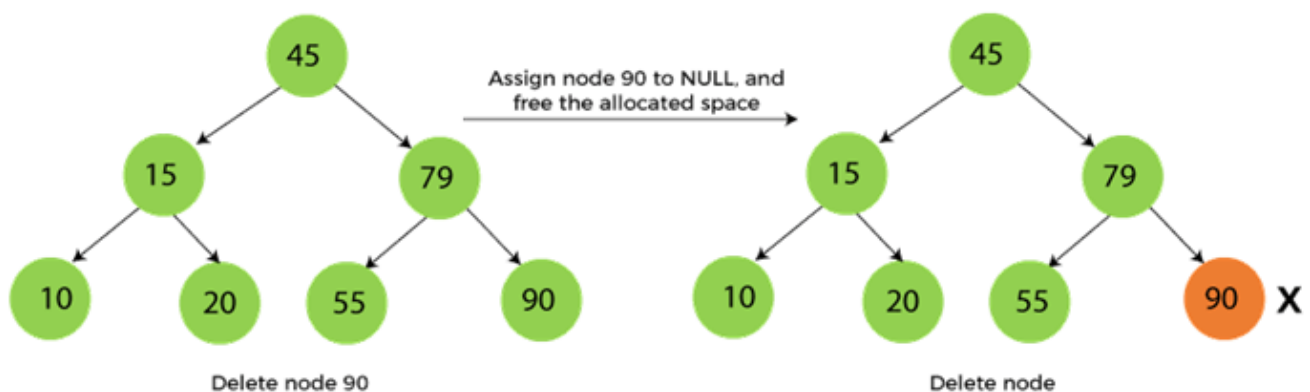 45
45
Assign node 90 to NULL, and
free the allocated space
15
79
15
79
10
20
55
90
10
20
55
90
X
Delete node 90
Delete node